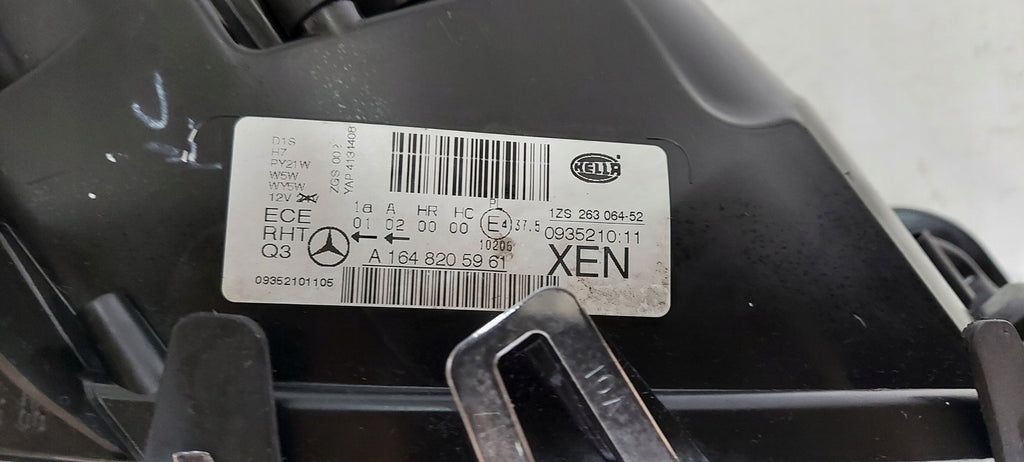 D1S
H7
PY21W
W5W
WY5W
12V
ZGS 002
YAP 4131408
HELLA
1ZS 263 064-52
ECE
RHT
Q3
1a A HR HC
01 02 00 00
E4
37.5
10206
0935210:11
A 164 820 59 61
XEN
09352101105